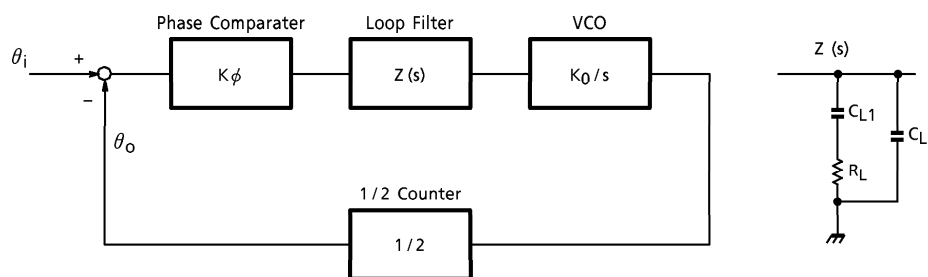 Phase Comparater
Loop Filter
VCO
Z (s)
θi
+
−
Kϕ
Z (s)
K0/s
θo
CL1
CL
RL
1/2 Counter
1/2